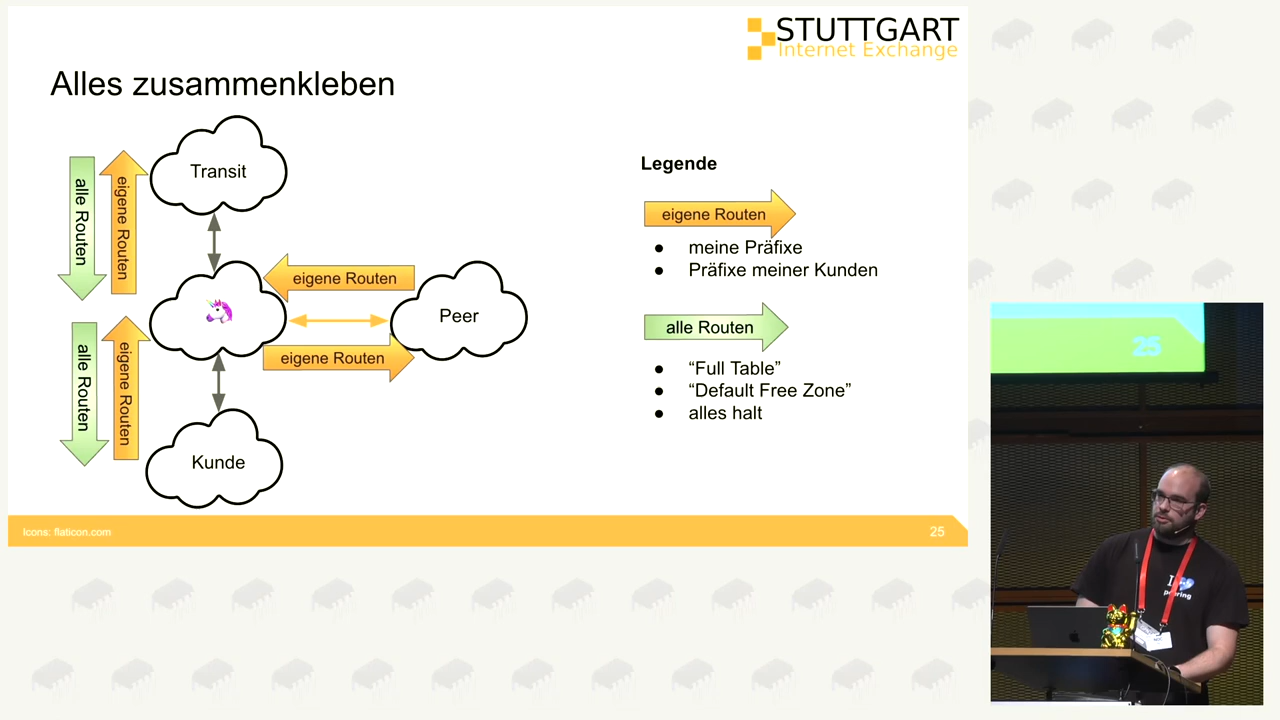 STUTTGART
Internet Exchange
Alles zusammenkleben
Transit
alle Routen
eigene Routen
eigene Routen
Peer
eigene Routen
alle Routen
eigene Routen
Kunde
Legende
eigene Routen
● meine Präfixe
● Präfixe meiner Kunden
alle Routen
● “Full Table”
● “Default Free Zone”
● alles halt
Icons: flaticon.com
25
25
I
peering